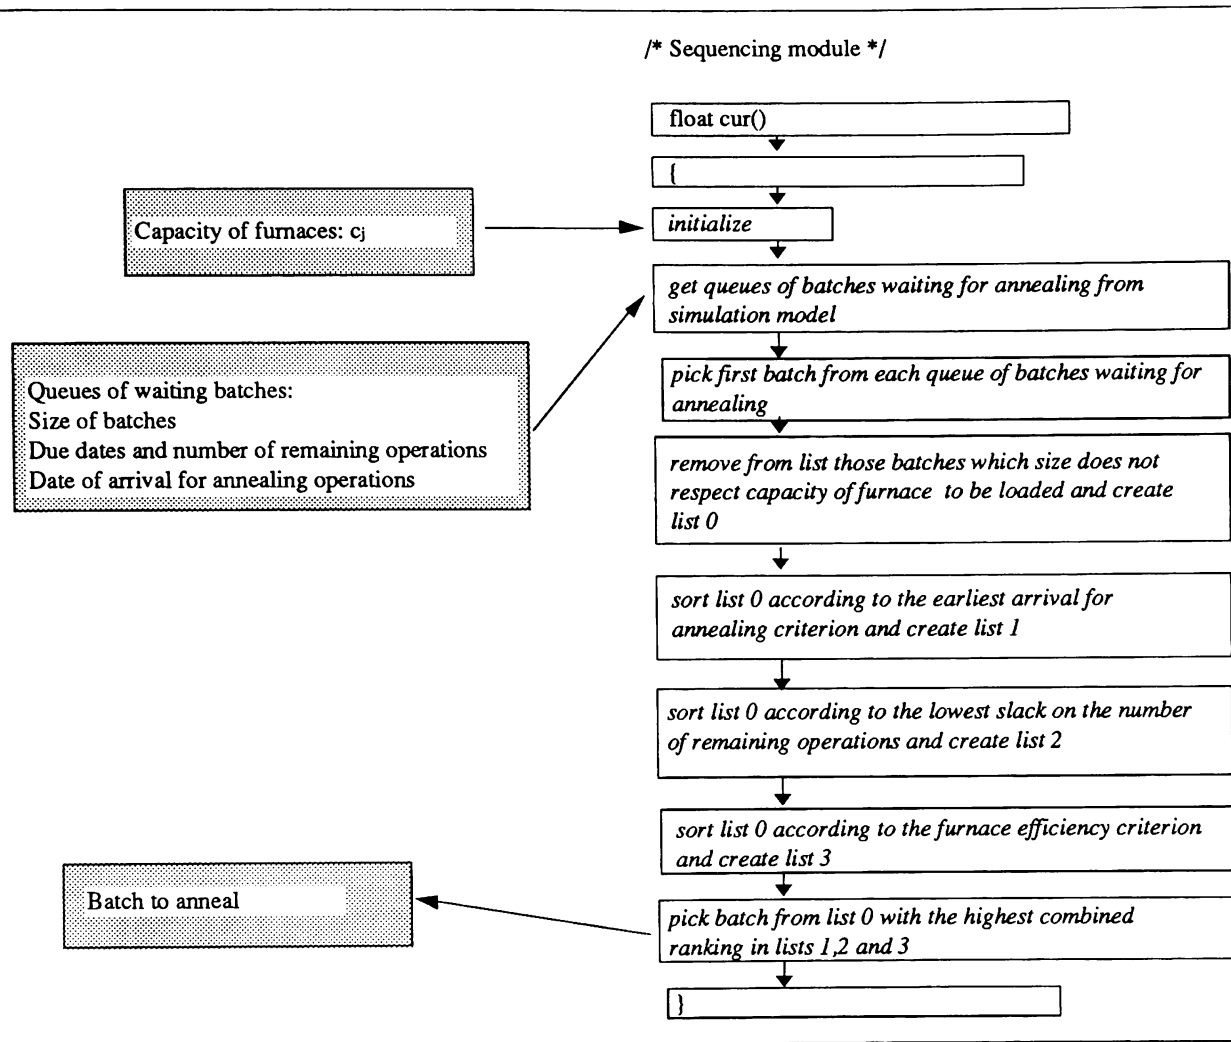 /* Sequencing module */
float cur()
{
Capacity of furnaces: cj
initialize
get queues of batches waiting for annealing from
simulation model
Queues of waiting batches:
Size of batches
Due dates and number of remaining operations
Date of arrival for annealing operations
pick first batch from each queue of batches waiting for
annealing
remove from list those batches which size does not
respect capacity of furnace to be loaded and create
list 0
sort list 0 according to the earliest arrival for
annealing criterion and create list 1
sort list 0 according to the lowest slack on the number
of remaining operations and create list 2
sort list 0 according to the furnace efficiency criterion
and create list 3
Batch to anneal
pick batch from list 0 with the highest combined
ranking in lists 1,2 and 3
}